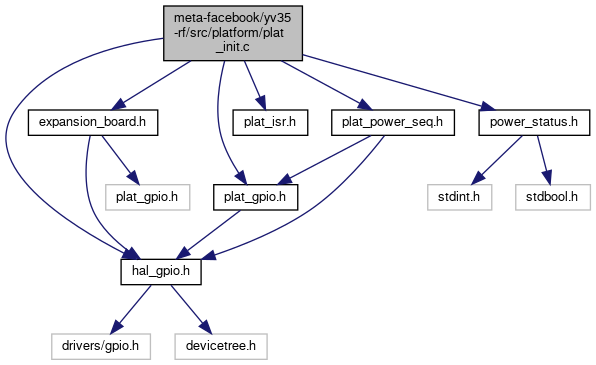 meta-facebook/yv35
-rf/src/platform/plat
_init.c
expansion_board.h
plat_isr.h
plat_power_seq.h
power_status.h
plat_gpio.h
plat_gpio.h
stdint.h
stdbool.h
hal_gpio.h
drivers/gpio.h
devicetree.h